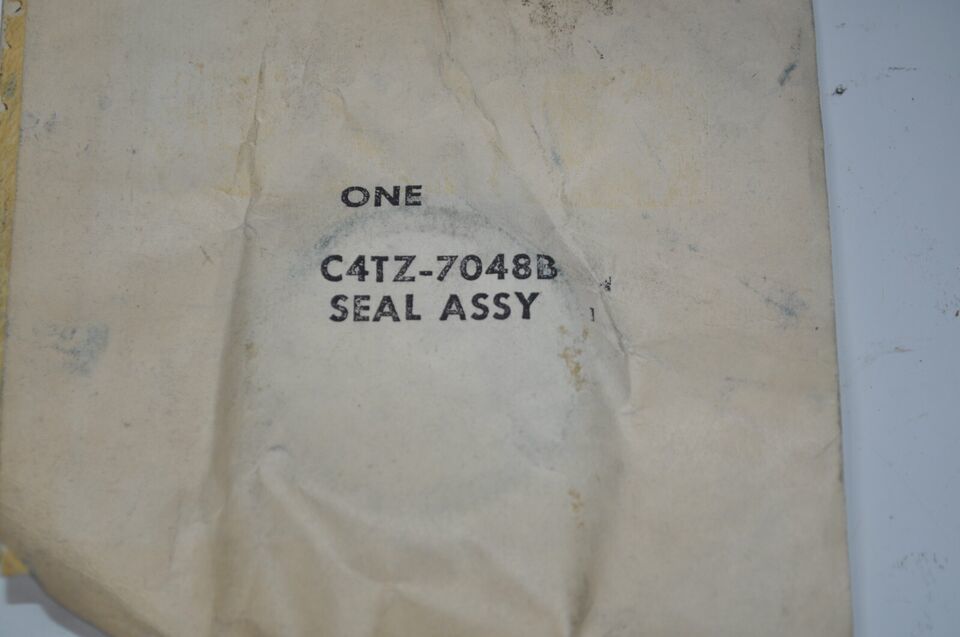 ONE
C4TZ-7048B
SEAL ASSY